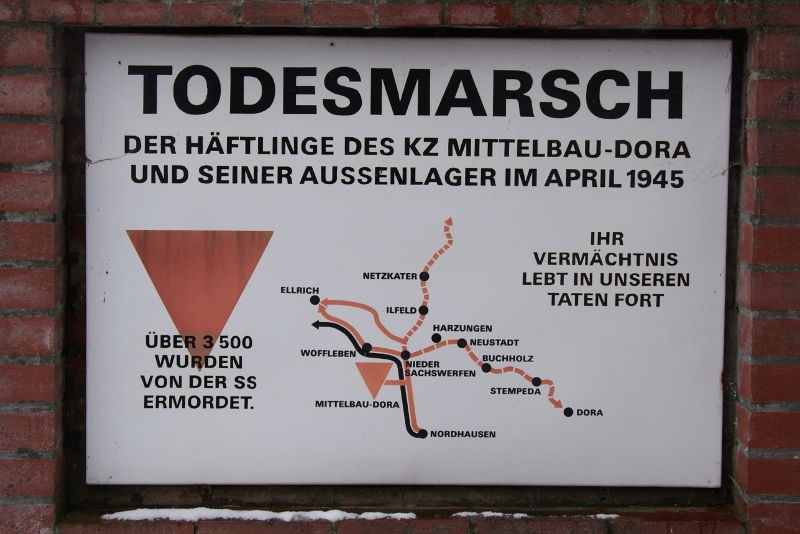 TODESMARSCH
DER HÄFTLINGE DES KZ MITTELBAU-DORA
UND SEINER AUSSENLAGER IM APRIL 1945
IHR
VERMÄCHTNIS
LEBT IN UNSEREN
TATEN FORT
ÜBER 3500
WURDEN
VON DER SS
ERMORDET.
NETZKATER
ELLRICH
ILFELD
HARZUNGEN
NEUSTADT
WOFFLEBEN
BUCHHOLZ
NIEDER
SACHSWERFEN
STEMPEDA
MITTELBAU-DORA
DORA
NORDHAUSEN